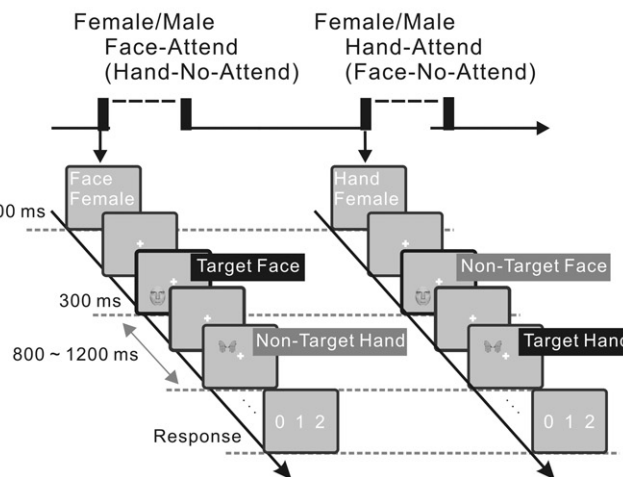 Female/Male
Face-Attend
(Hand-No-Attend)
Female/Male
Hand-Attend
(Face-No-Attend)
Face
Female
Hand
Female
00 ms
Target Face
Non-Target Face
300 ms
Non-Target Hand
Target Hand
800 ~ 1200 ms
Response
0 1 2
0 1 2